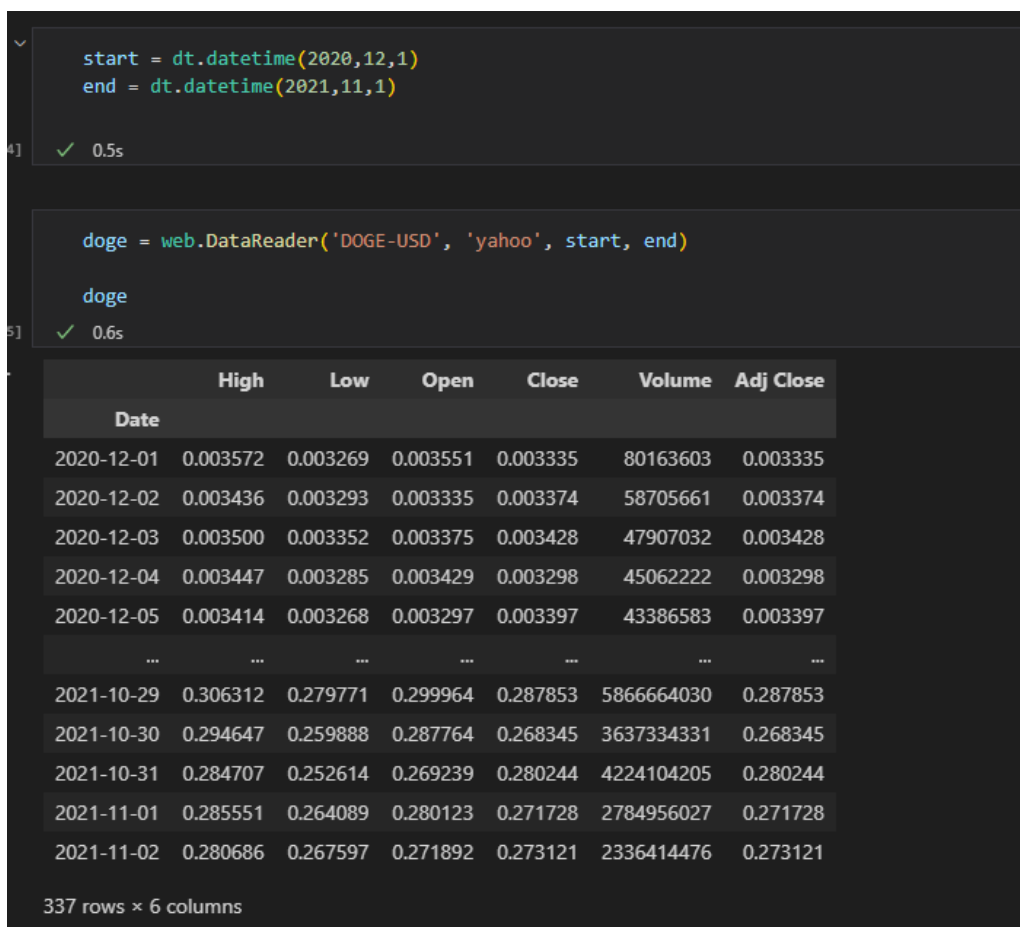 start = dt.datetime(2020,12,1)
end = dt.datetime(2021,11,1)
4] ✓ 0.5s
doge = web.DataReader('DOGE-USD', 'yahoo', start, end)
doge
5] ✓ 0.6s
High Low Open Close Volume Adj Close
Date
2020-12-01 0.003572 0.003269 0.003551 0.003335 80163603 0.003335
2020-12-02 0.003436 0.003293 0.003335 0.003374 58705661 0.003374
2020-12-03 0.003500 0.003352 0.003375 0.003428 47907032 0.003428
2020-12-04 0.003447 0.003285 0.003429 0.003298 45062222 0.003298
2020-12-05 0.003414 0.003268 0.003297 0.003397 43386583 0.003397
... ... ... ... ... ... ...
2021-10-29 0.306312 0.279771 0.299964 0.287853 5866664030 0.287853
2021-10-30 0.294647 0.259888 0.287764 0.268345 3637334331 0.268345
2021-10-31 0.284707 0.252614 0.269239 0.280244 4224104205 0.280244
2021-11-01 0.285551 0.264089 0.280123 0.271728 2784956027 0.271728
2021-11-02 0.280686 0.267597 0.271892 0.273121 2336414476 0.273121
337 rows × 6 columns